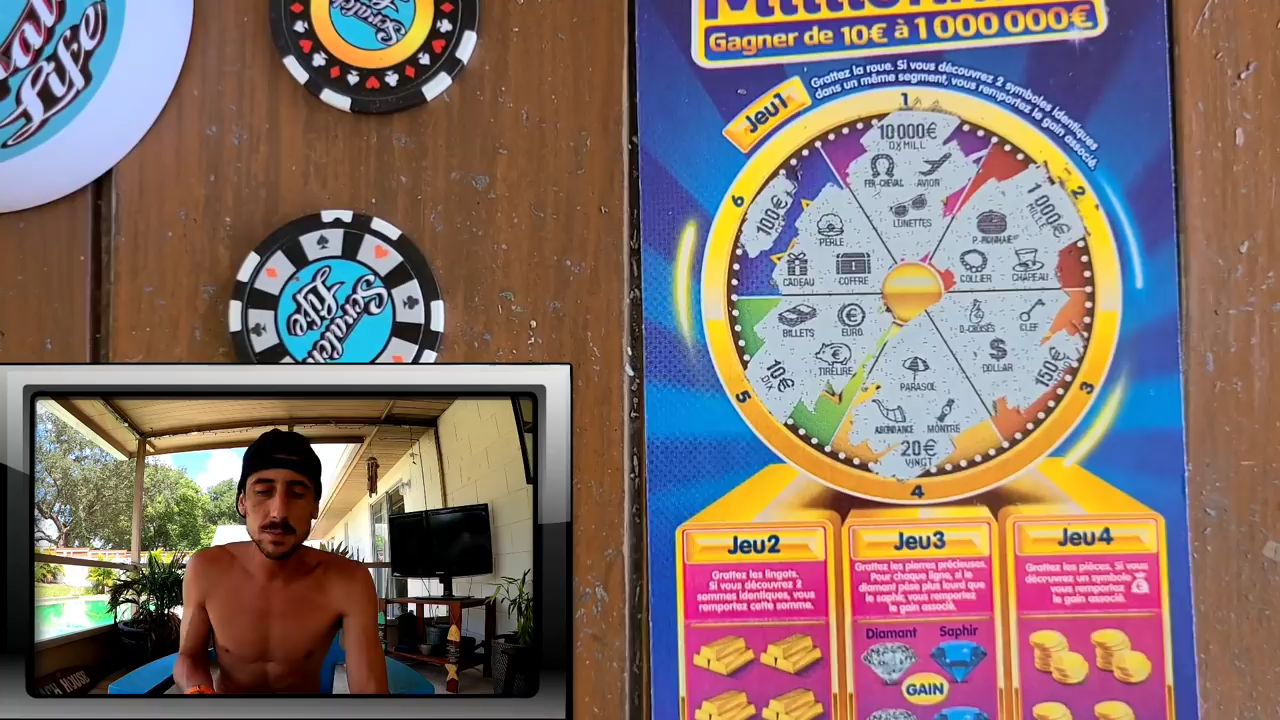 Life
Scratch
Life
Scratch
Gagner de 10€ à 1 000 000€
Jeu1
Grattez la roue. Si vous découvrez 2 symboles identiques
dans un même segment, vous remportez le gain associé.
1
10 000€
DX MILL
FER-CHEVAL AVION
LUNETTES
2
1 000€
MILLE
P.-MONNAIE
COLLIER CHAPEAU
6
100€
PERLE
CADEAU COFFRE
BILLETS EURO
TIRELIRE
10€
DIX
5
D.-CROISÉS CLEF
DOLLAR
150€
3
PARASOL
ABONDANCE MONTRE
20€
VINGT
4
Jeu2
Grattez les lingots.
Si vous découvrez 2
sommes identiques, vous
remportez cette somme.
Jeu3
Grattez les pierres précieuses.
Pour chaque ligne, si le
diamant pèse plus lourd que
le saphir, vous remportez
le gain associé.
Diamant Saphir
GAIN
Jeu4
Grattez les pièces. Si vous
découvrez un symbole
vous remportez
le gain associé.